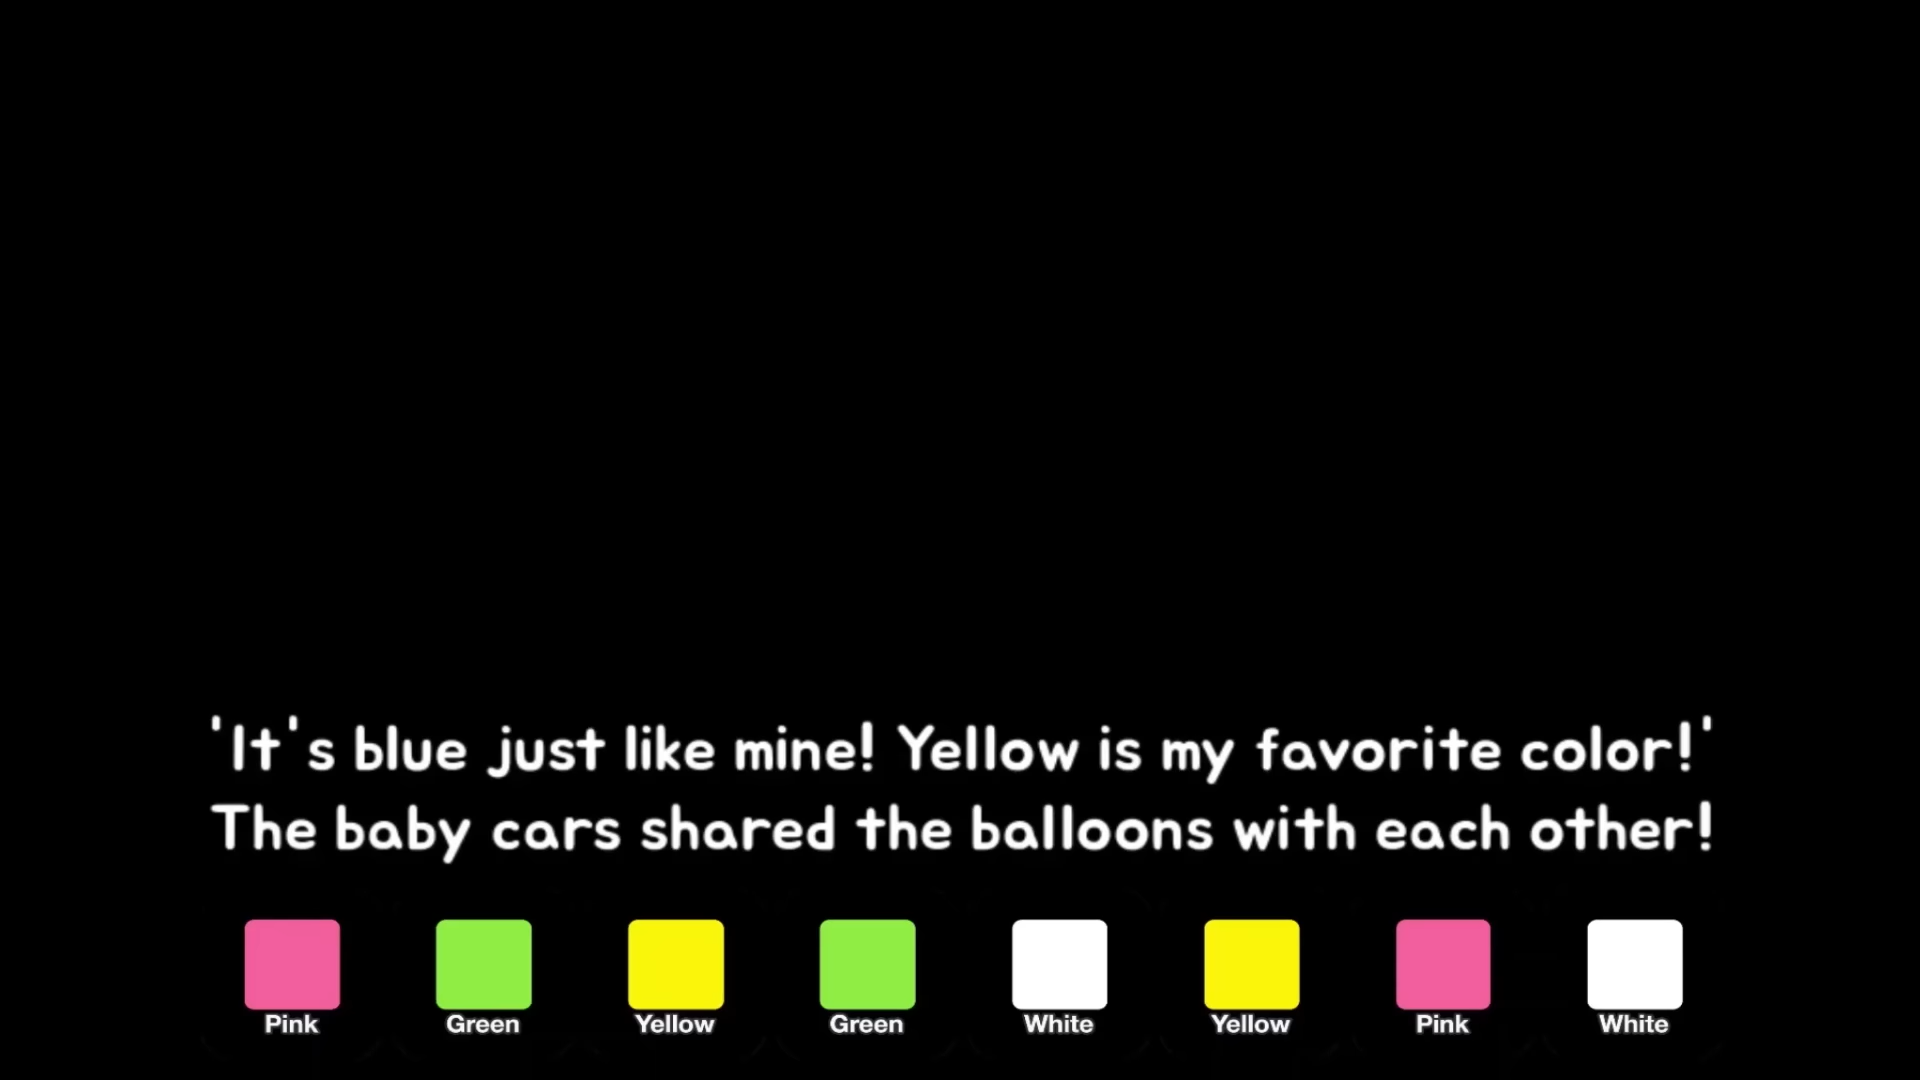 'It's blue just like mine! Yellow is my favorite color!'
The baby cars shared the balloons with each other!
Pink Green Yellow Green White Yellow Pink White